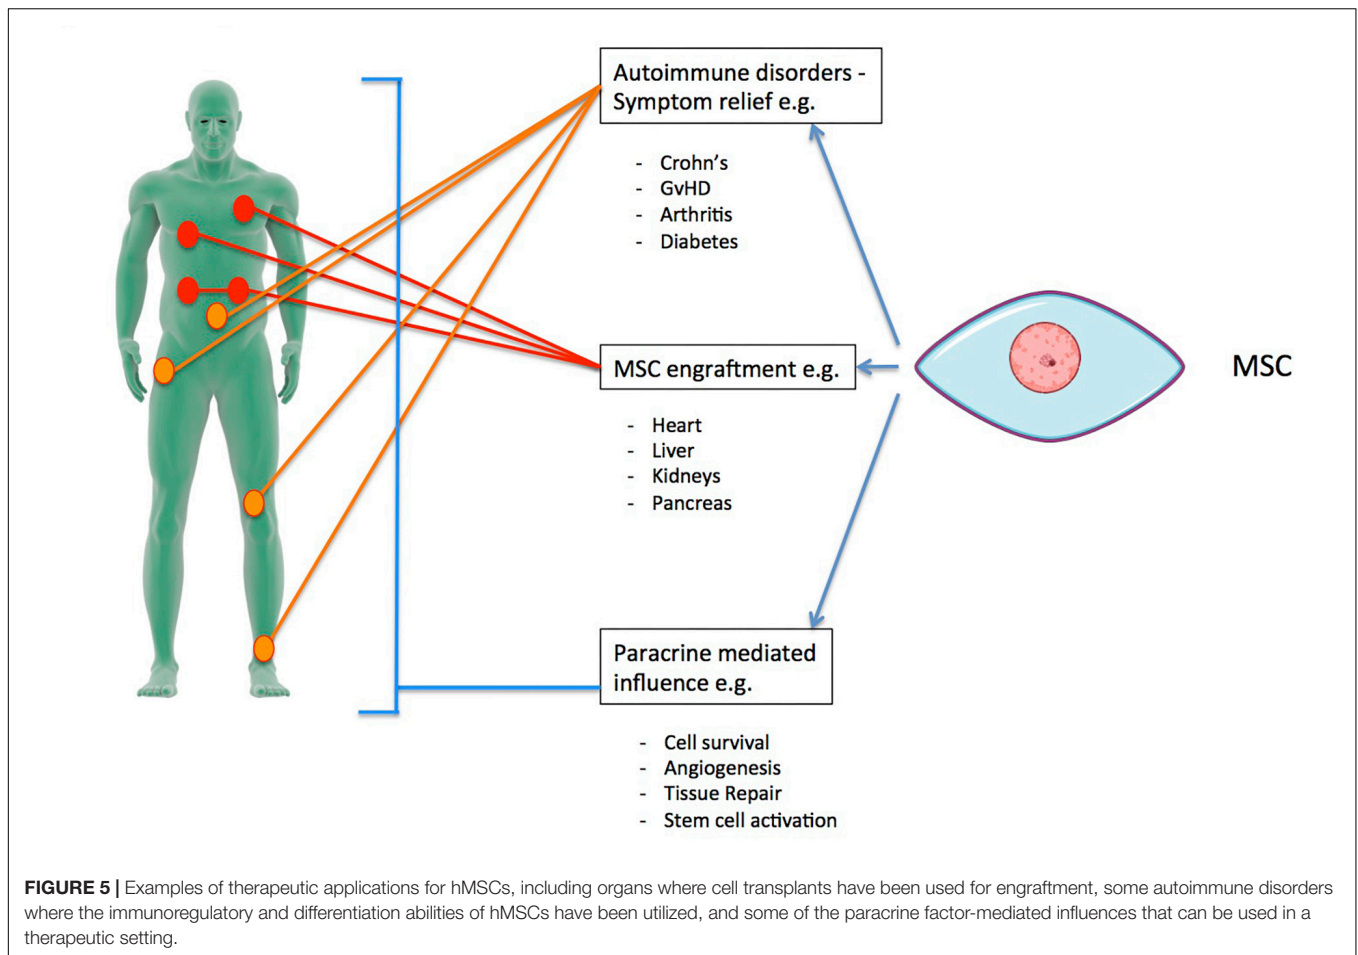 Autoimmune disorders -
Symptom relief e.g.
- Crohn's
- GvHD
- Arthritis
- Diabetes
MSC engraftment e.g.
- Heart
- Liver
- Kidneys
- Pancreas
MSC
Paracrine mediated
influence e.g.
- Cell survival
- Angiogenesis
- Tissue Repair
- Stem cell activation
FIGURE 5 | Examples of therapeutic applications for hMSCs, including organs where cell transplants have been used for engraftment, some autoimmune disorders
where the immunoregulatory and differentiation abilities of hMSCs have been utilized, and some of the paracrine factor-mediated influences that can be used in a
therapeutic setting.